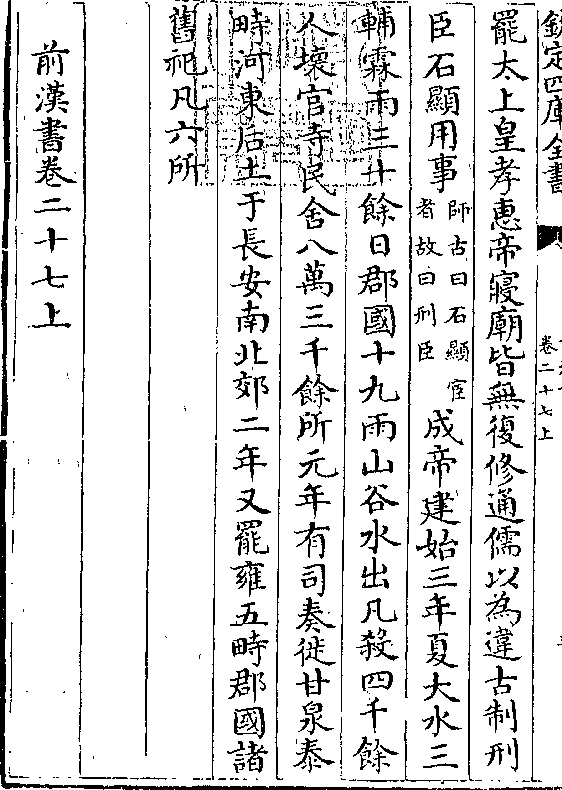 欽定四庫全書
卷二十七上
罷太上皇孝惠帝寢廟皆無復修通儒以為違古制刑
臣石顯用事師古曰石顯宦者故曰刑臣成帝建始三年夏大水三
輔霖雨三十餘日郡國十九雨山谷水出凡殺四千餘
人壞官寺民舍八萬三千餘所元年有司奏徙甘泉泰
畤河東后土于長安南北郊二年又罷雍五畤郡國諸
舊祀凡六所
前漢書卷二十七上